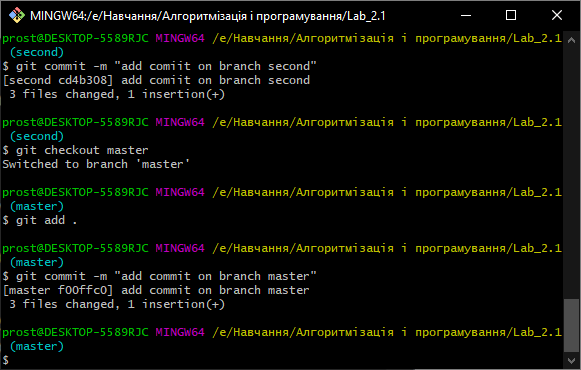 MINGW64:/e/Навчання/Алгоритмізація і програмування/Lab_2.1
prost@DESKTOP-5589RJC MINGW64 /e/Навчання/Алгоритмізація і програмування/Lab_2.1
(second)
$ git commit -m "add comiit on branch second"
[second cd4b308] add comiit on branch second
3 files changed, 1 insertion(+)
prost@DESKTOP-5589RJC MINGW64 /e/Навчання/Алгоритмізація і програмування/Lab_2.1
(second)
$ git checkout master
Switched to branch 'master'
prost@DESKTOP-5589RJC MINGW64 /e/Навчання/Алгоритмізація і програмування/Lab_2.1
(master)
$ git add .
prost@DESKTOP-5589RJC MINGW64 /e/Навчання/Алгоритмізація і програмування/Lab_2.1
(master)
$ git commit -m "add commit on branch master"
[master f00ffc0] add commit on branch master
3 files changed, 1 insertion(+)
prost@DESKTOP-5589RJC MINGW64 /e/Навчання/Алгоритмізація і програмування/Lab_2.1
(master)
$